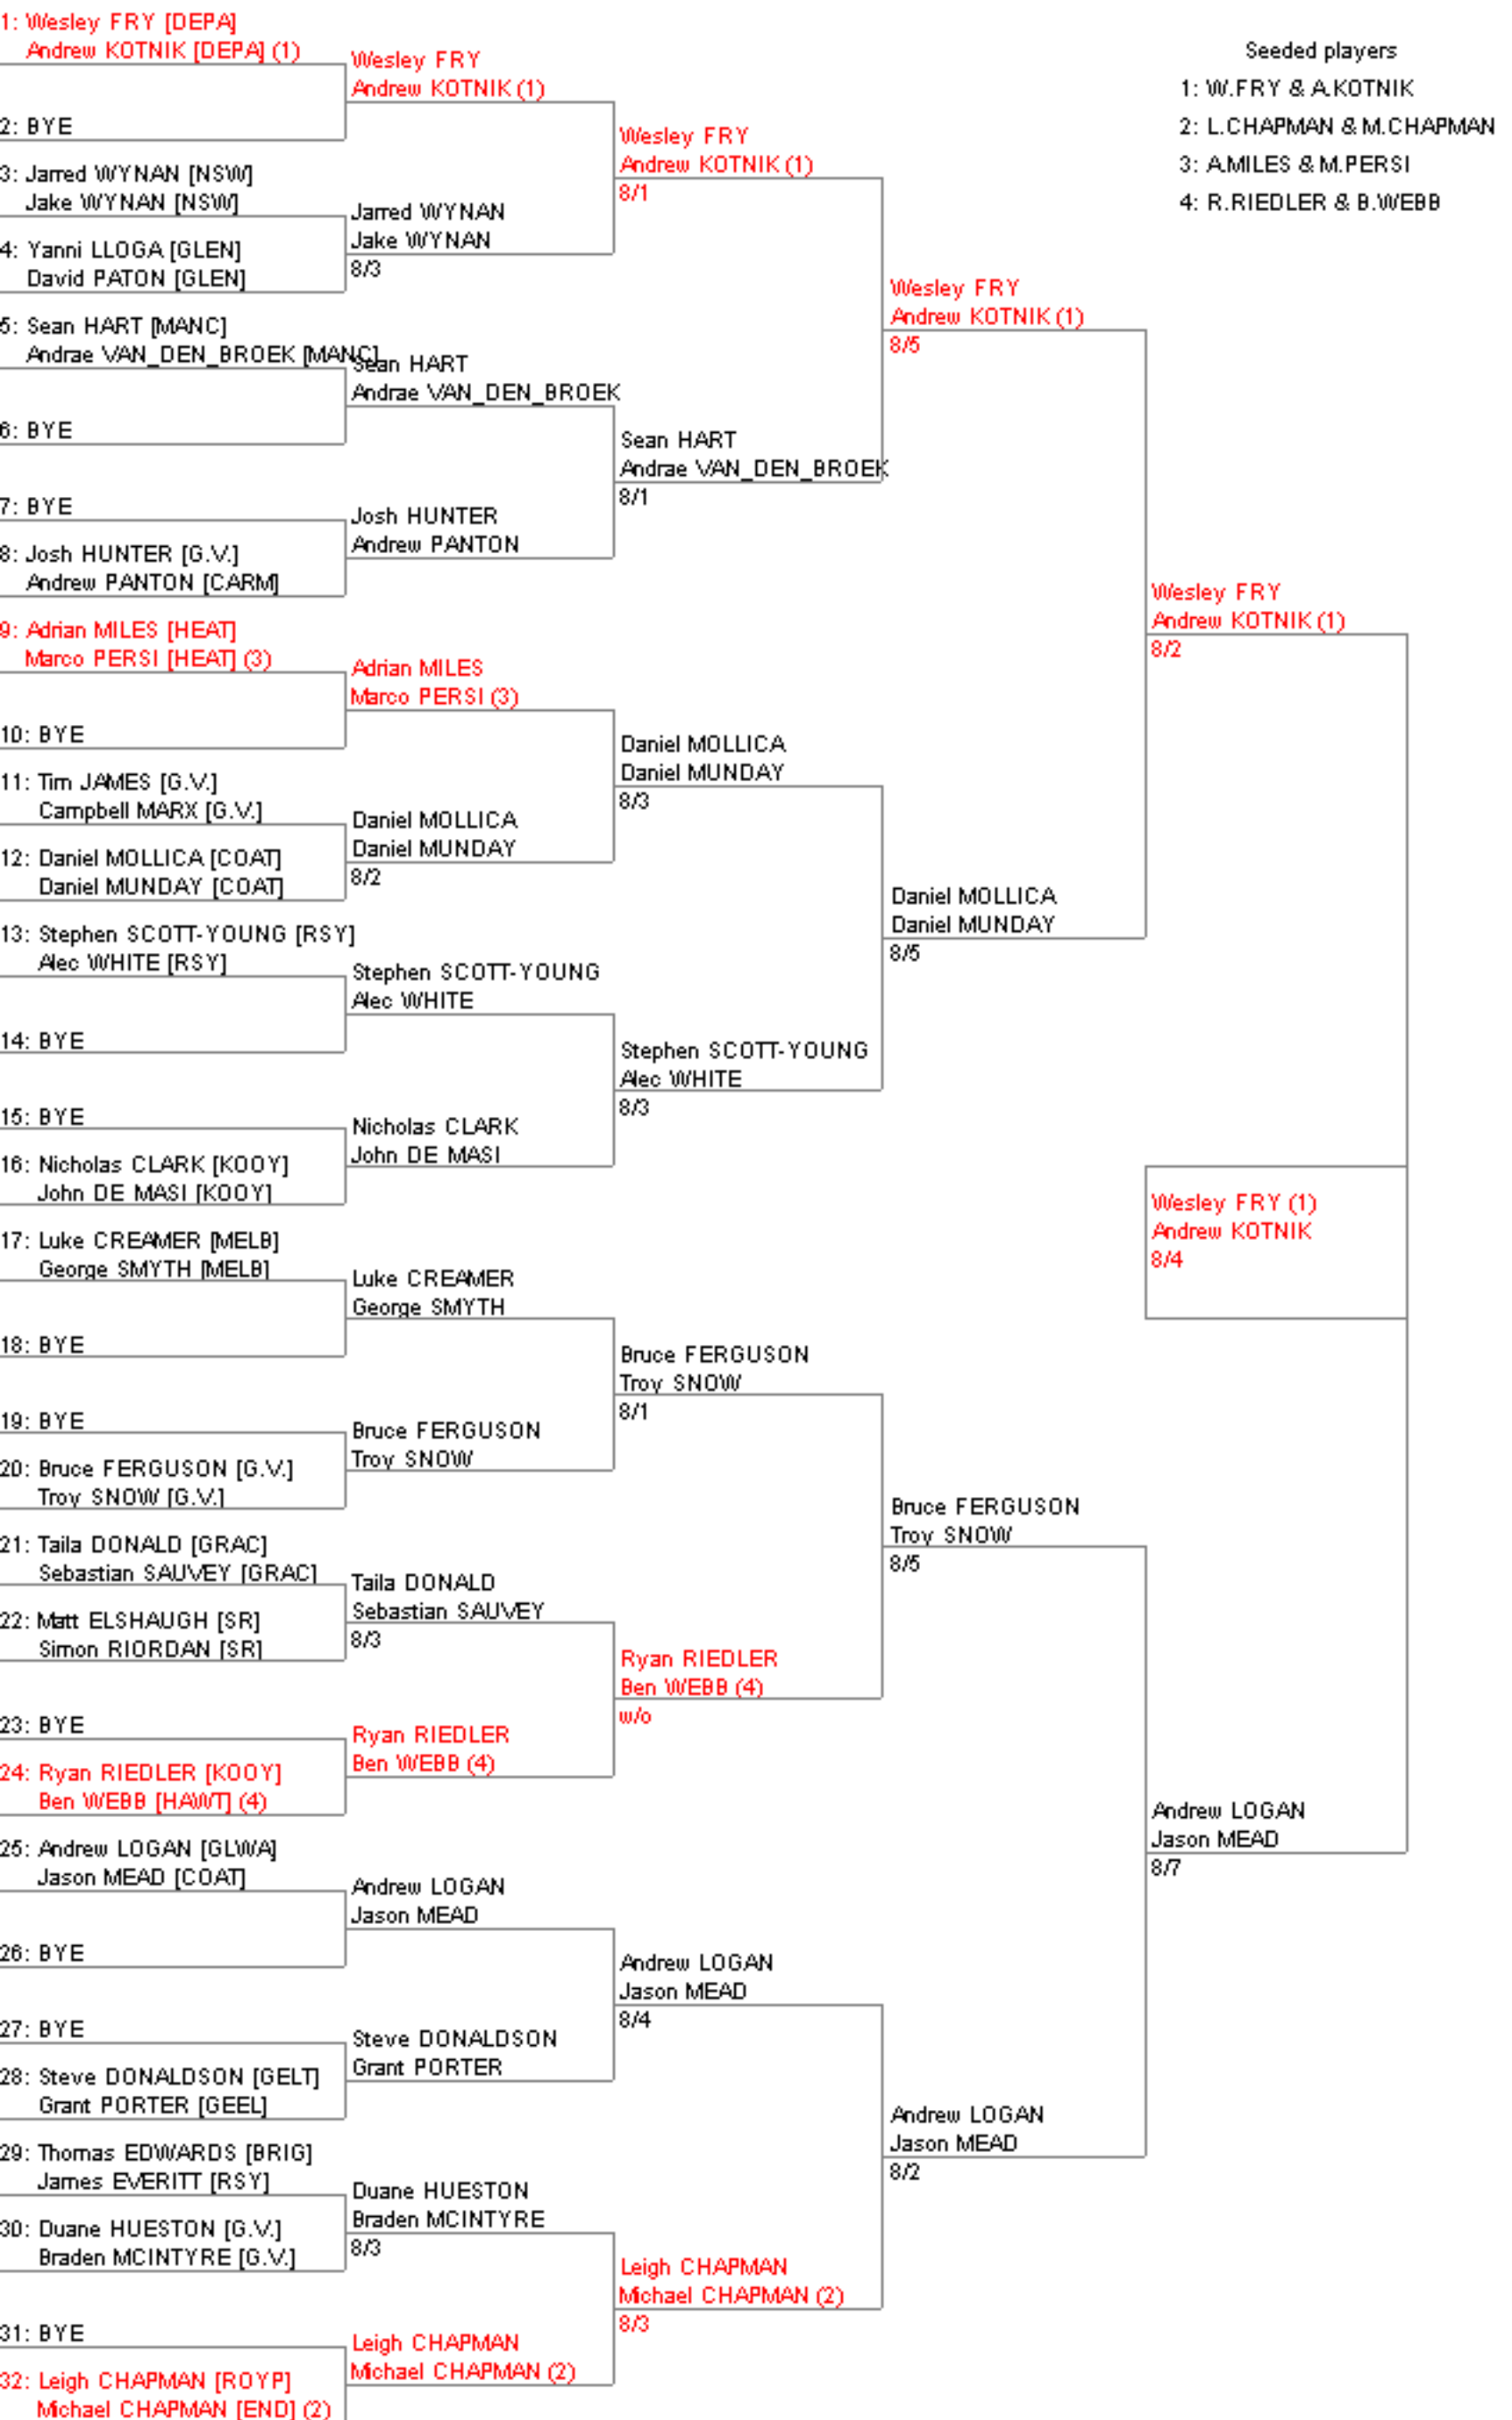 1: Wesley FRY [DEPA]
Andrew KOTNIK [DEPA] (1)
2: BYE
3: Jarred WYNAN [NSW]
Jake WYNAN [NSW]
4: Yanni LLOGA [GLEN]
David PATON [GLEN]
5: Sean HART [MANC]
Andrae VAN_DEN_BROEK [MANC]
6: BYE
7: BYE
8: Josh HUNTER [G.V.]
Andrew PANTON [CARM]
9: Adrian MILES [HEAT]
Marco PERSI [HEAT] (3)
10: BYE
11: Tim JAMES [G.V.]
Campbell MARX [G.V.]
12: Daniel MOLLICA [COAT]
Daniel MUNDAY [COAT]
13: Stephen SCOTT-YOUNG [RSY]
Alec WHITE [RSY]
14: BYE
15: BYE
16: Nicholas CLARK [KOOY]
John DE MASI [KOOY]
17: Luke CREAMER [MELB]
George SMYTH [MELB]
18: BYE
19: BYE
20: Bruce FERGUSON [G.V.]
Troy SNOW [G.V.]
21: Taila DONALD [GRAC]
Sebastian SAUVEY [GRAC]
22: Matt ELSHAUGH [SR]
Simon RIORDAN [SR]
23: BYE
24: Ryan RIEDLER [KOOY]
Ben WEBB [HAWT] (4)
25: Andrew LOGAN [GLWA]
Jason MEAD [COAT]
26: BYE
27: BYE
28: Steve DONALDSON [GELT]
Grant PORTER [GEEL]
29: Thomas EDWARDS [BRIG]
James EVERITT [RSY]
30: Duane HUESTON [G.V.]
Braden MCINTYRE [G.V.]
31: BYE
32: Leigh CHAPMAN [ROYP]
Michael CHAPMAN [END] (2)
Wesley FRY
Andrew KOTNIK (1)
Jarred WYNAN
Jake WYNAN
8/3
Sean HART
Andrae VAN_DEN_BROEK
Josh HUNTER
Andrew PANTON
Adrian MILES
Marco PERSI (3)
Daniel MOLLICA
Daniel MUNDAY
8/2
Stephen SCOTT-YOUNG
Alec WHITE
Nicholas CLARK
John DE MASI
Luke CREAMER
George SMYTH
Bruce FERGUSON
Troy SNOW
Taila DONALD
Sebastian SAUVEY
8/3
Ryan RIEDLER
Ben WEBB (4)
Andrew LOGAN
Jason MEAD
Steve DONALDSON
Grant PORTER
Duane HUESTON
Braden MCINTYRE
8/3
Leigh CHAPMAN
Michael CHAPMAN (2)
Wesley FRY
Andrew KOTNIK (1)
8/1
Sean HART
Andrae VAN_DEN_BROEK
8/1
Daniel MOLLICA
Daniel MUNDAY
8/3
Stephen SCOTT-YOUNG
Alec WHITE
8/3
Bruce FERGUSON
Troy SNOW
8/1
Ryan RIEDLER
Ben WEBB (4)
w/o
Andrew LOGAN
Jason MEAD
8/4
Leigh CHAPMAN
Michael CHAPMAN (2)
8/3
Wesley FRY
Andrew KOTNIK (1)
8/5
Daniel MOLLICA
Daniel MUNDAY
8/5
Bruce FERGUSON
Troy SNOW
8/5
Andrew LOGAN
Jason MEAD
8/2
Wesley FRY
Andrew KOTNIK (1)
8/2
Andrew LOGAN
Jason MEAD
8/7
Wesley FRY (1)
Andrew KOTNIK
8/4
Seeded players
1: W.FRY & A.KOTNIK
2: L.CHAPMAN & M.CHAPMAN
3: A.MILES & M.PERSI
4: R.RIEDLER & B.WEBB